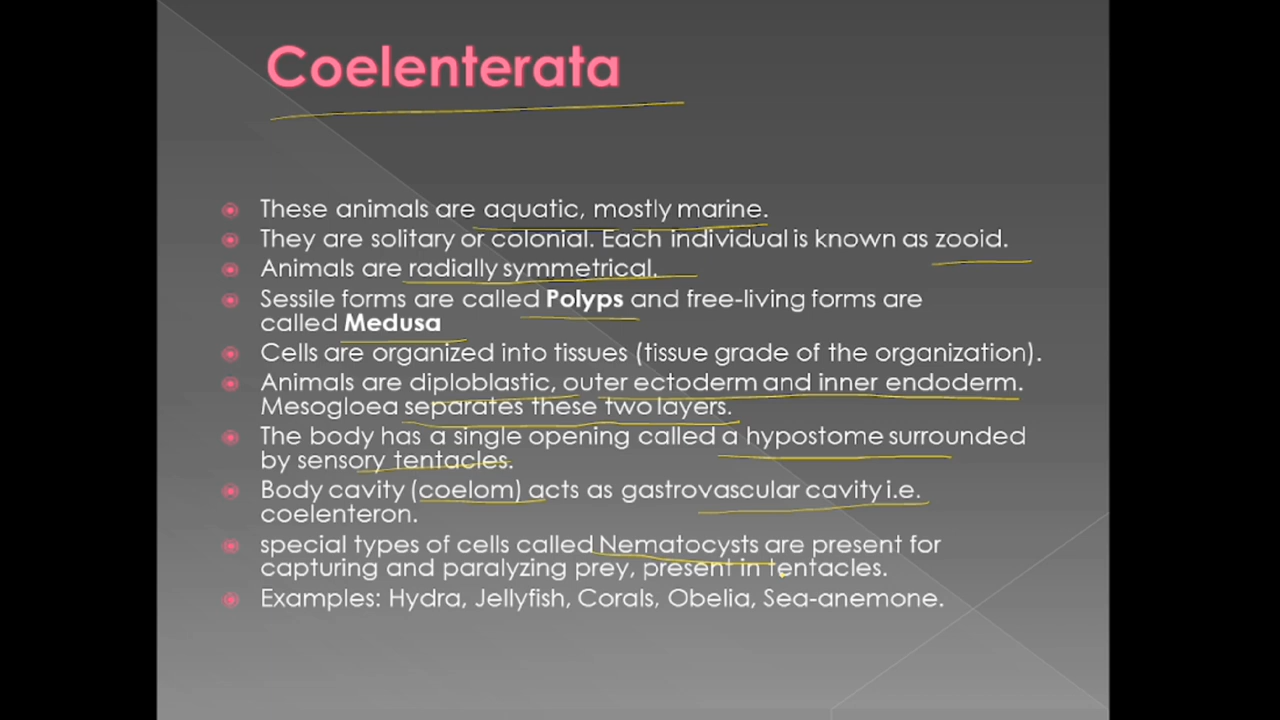 Coelenterata
These animals are aquatic, mostly marine.
They are solitary or colonial. Each individual is known as zooid.
Animals are radially symmetrical.
Sessile forms are called Polyps and free-living forms are
called Medusa
Cells are organized into tissues (tissue grade of the organization).
Animals are diploblastic, outer ectoderm and inner endoderm.
Mesogloea separates these two layers.
The body has a single opening called a hypostome surrounded
by sensory tentacles.
Body cavity (coelom) acts as gastrovascular cavity i.e.
coelenteron.
special types of cells called Nematocysts are present for
capturing and paralyzing prey, present in tentacles.
Examples: Hydra, Jellyfish, Corals, Obelia, Sea-anemone.